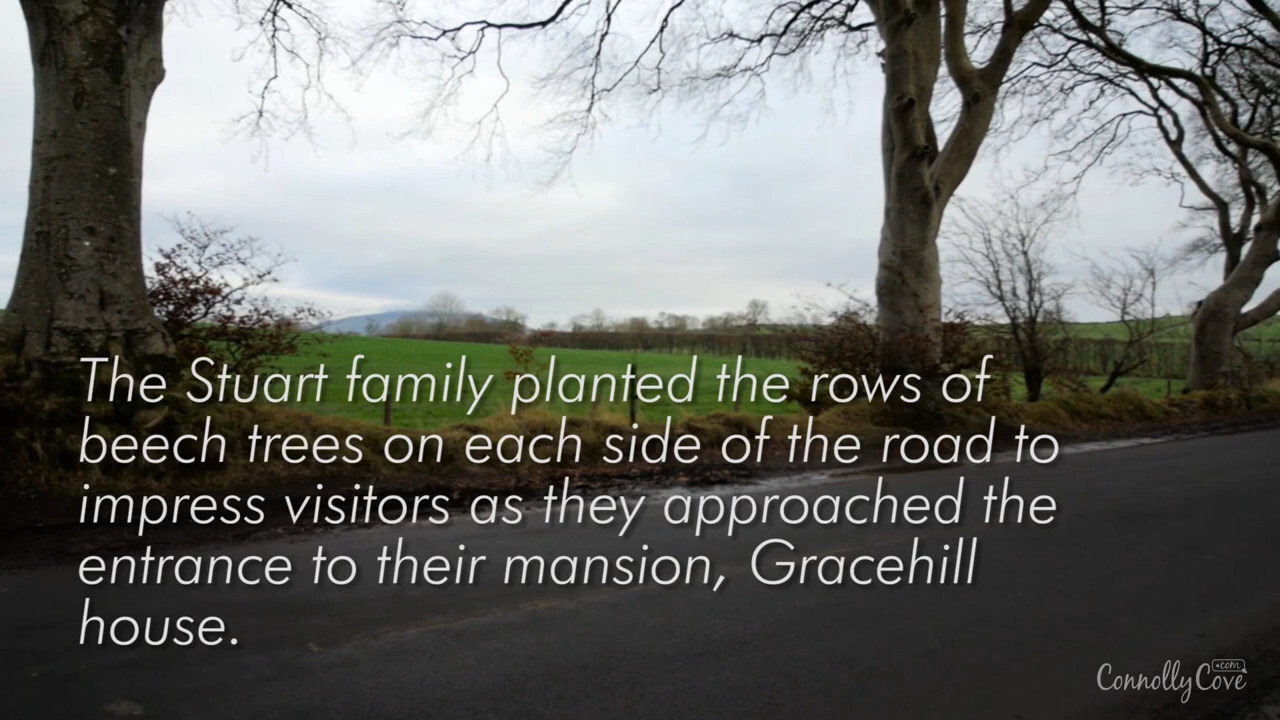 The Stuart family planted the rows of
beech trees on each side of the road to
impress visitors as they approached the
entrance to their mansion, Gracehill
house.
ConnollyCove
.com